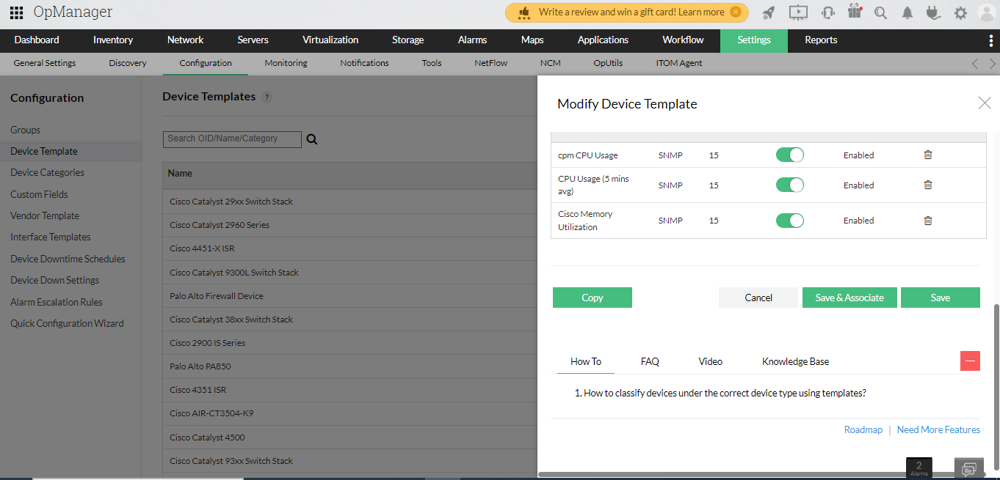 OpManager
Write a review and win a gift card! Learn more
Dashboard Inventory Network Servers Virtualization Storage Alarms Maps Applications Workflow Settings Reports
General Settings Discovery Configuration Monitoring Notifications Tools NetFlow NCM OpUtils ITOM Agent
Configuration
Groups
Device Template
Device Categories
Custom Fields
Vendor Template
Interface Templates
Device Downtime Schedules
Device Down Settings
Alarm Escalation Rules
Quick Configuration Wizard
Device Templates ?
Search OID/Name/Category
Name
Cisco Catalyst 29xx Switch Stack
Cisco Catalyst 2960 Series
Cisco 4451-X ISR
Cisco Catalyst 9300L Switch Stack
Palo Alto Firewall Device
Cisco Catalyst 38xx Switch Stack
Cisco 2900 IS Series
Palo Alto PA850
Cisco 4351 ISR
Cisco AIR-CT3504-K9
Cisco Catalyst 4500
Cisco Catalyst 93xx Switch Stack
Modify Device Template
cpm CPU Usage SNMP 15 Enabled
CPU Usage (5 mins
avg) SNMP 15 Enabled
Cisco Memory
Utilization SNMP 15 Enabled
Copy Cancel Save & Associate Save
How To FAQ Video Knowledge Base
1. How to classify devices under the correct device type using templates?
Roadmap | Need More Features
2
Alarms